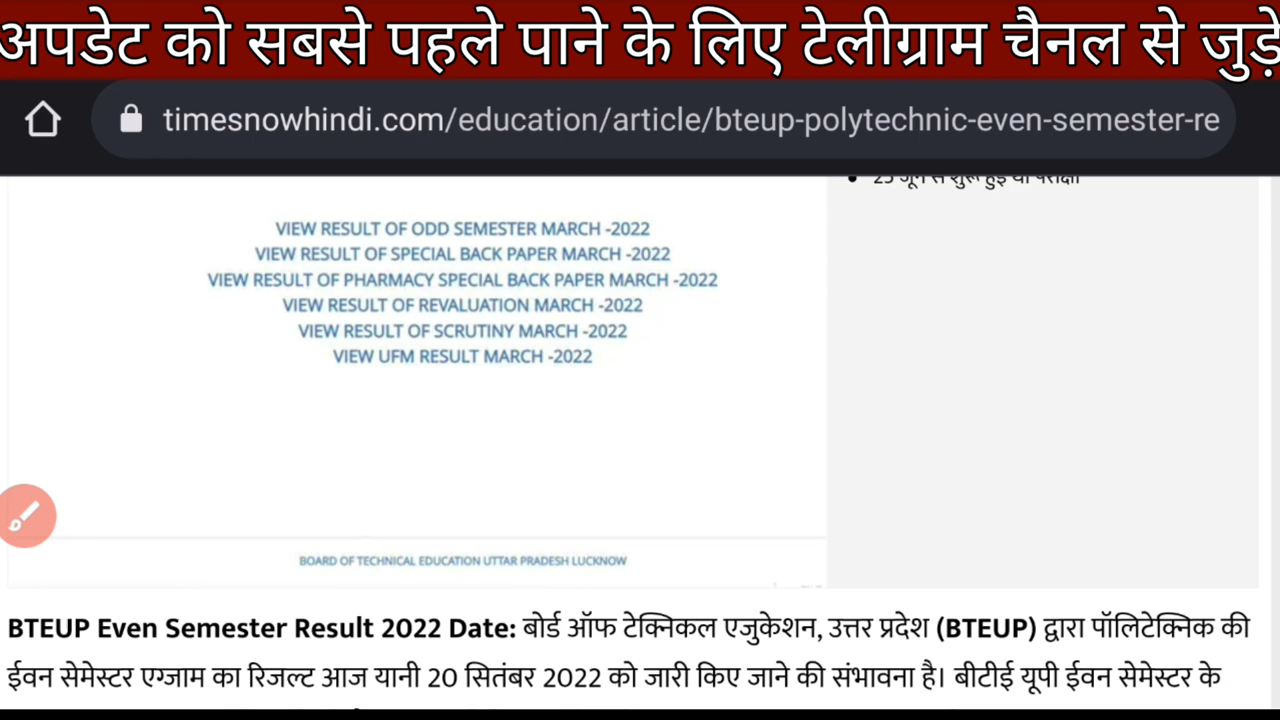 अपडेट को सबसे पहले पाने के लिए टेलीग्राम चैनल से जुड़े
timesnowhindi.com/education/article/bteup-polytechnic-even-semester-re
25 जून से शुरू हुई थी परीक्षा
VIEW RESULT OF ODD SEMESTER MARCH -2022
VIEW RESULT OF SPECIAL BACK PAPER MARCH -2022
VIEW RESULT OF PHARMACY SPECIAL BACK PAPER MARCH -2022
VIEW RESULT OF REVALUATION MARCH -2022
VIEW RESULT OF SCRUTINY MARCH -2022
VIEW UFM RESULT MARCH -2022
BOARD OF TECHNICAL EDUCATION UTTAR PRADESH LUCKNOW
BTEUP Even Semester Result 2022 Date: बोर्ड ऑफ टेक्निकल एजुकेशन, उत्तर प्रदेश (BTEUP) द्वारा पॉलिटेक्निक की
ईवन सेमेस्टर एग्जाम का रिजल्ट आज यानी 20 सितंबर 2022 को जारी किए जाने की संभावना है। बीटीई यूपी ईवन सेमेस्टर के